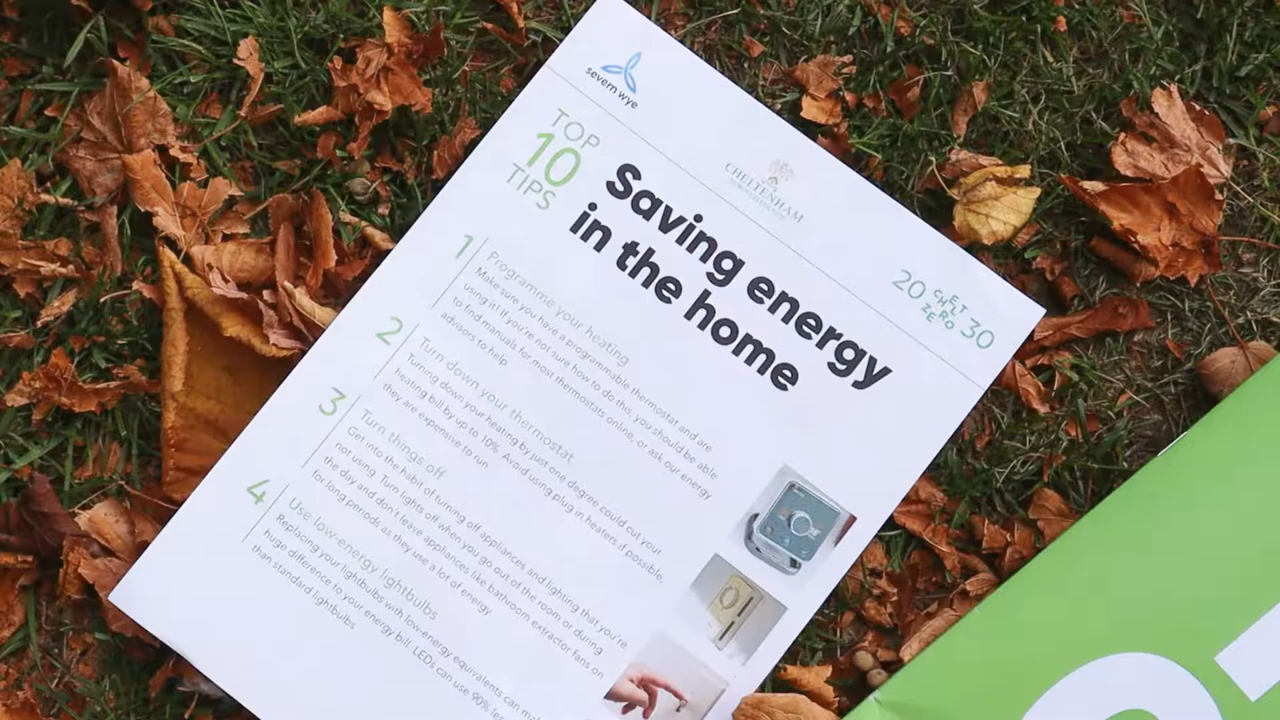 severn wye
CHELTENHAM
BOROUGH COUNCIL
20 CHELT ZERO 30
TOP
10
TIPS
Saving energy
in the home
1
Programme your heating
Make sure you have a programmable thermostat and are
using it! If you're not sure how to do this, you should be able
to find manuals for most thermostats online, or ask our energy
advisors to help
2
Turn down your thermostat
Turning down your heating by just one degree could cut your
heating bill by up to 10%. Avoid using plug in heaters if possible,
they are expensive to run
3
Turn things off
Get into the habit of turning off appliances and lighting that you're
not using. Turn lights off when you go out of the room or during
the day and don't leave appliances like bathroom extractor fans on
for long periods as they use a lot of energy
4
Use low-energy lightbulbs
Replacing your lightbulbs with low-energy equivalents can
huge difference to your energy bill. LEDs can use 90%
than standard lightbulbs.